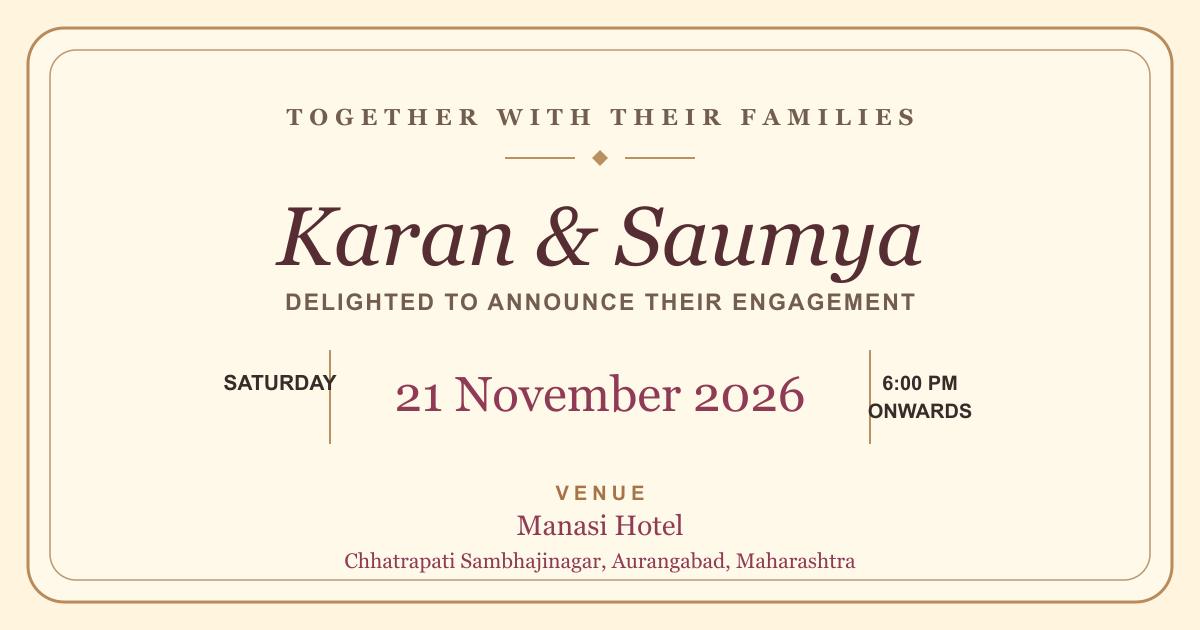 TOGETHER WITH THEIR FAMILIES
Karan & Saumya
DELIGHTED TO ANNOUNCE THEIR ENGAGEMENT
SATURDAY
21 November 2026
6:00 PM
ONWARDS
VENUE
Manasi Hotel
Chhatrapati Sambhajinagar, Aurangabad, Maharashtra